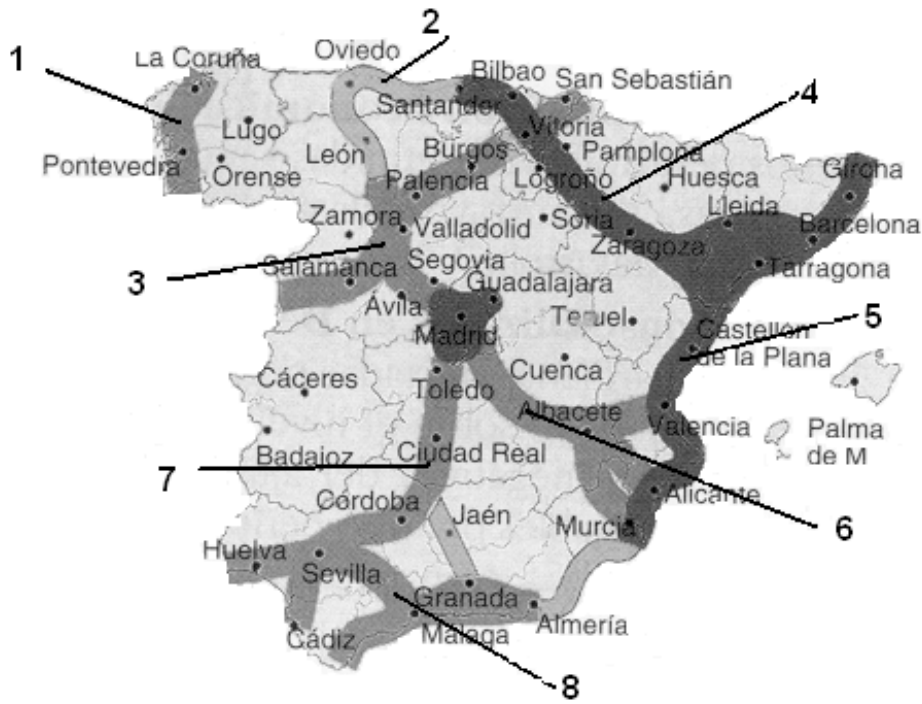 1
La Coruña
Oviedo
2
Bilbao
San Sebastián
Santander
4
Lugo
Vitoria
León
Burgos
Pamplona
Pontevedra
Orense
Palencia
Logroño
Huesca
Girona
Zamora
Valladolid
Soria
Lleida
Barcelona
3
Salamanca
Segovia
Zaragoza
Tarragona
Guadalajara
Ávila
Madrid
Teruel
Castellón
de la Plana
5
Cáceres
Toledo
Cuenca
Albacete
Valencia
Palma
de M
Badajoz
Ciudad Real
7
Alicante
6
Córdoba
Jaén
Murcia
Huelva
Sevilla
Granada
Cádiz
Málaga
Almería
8